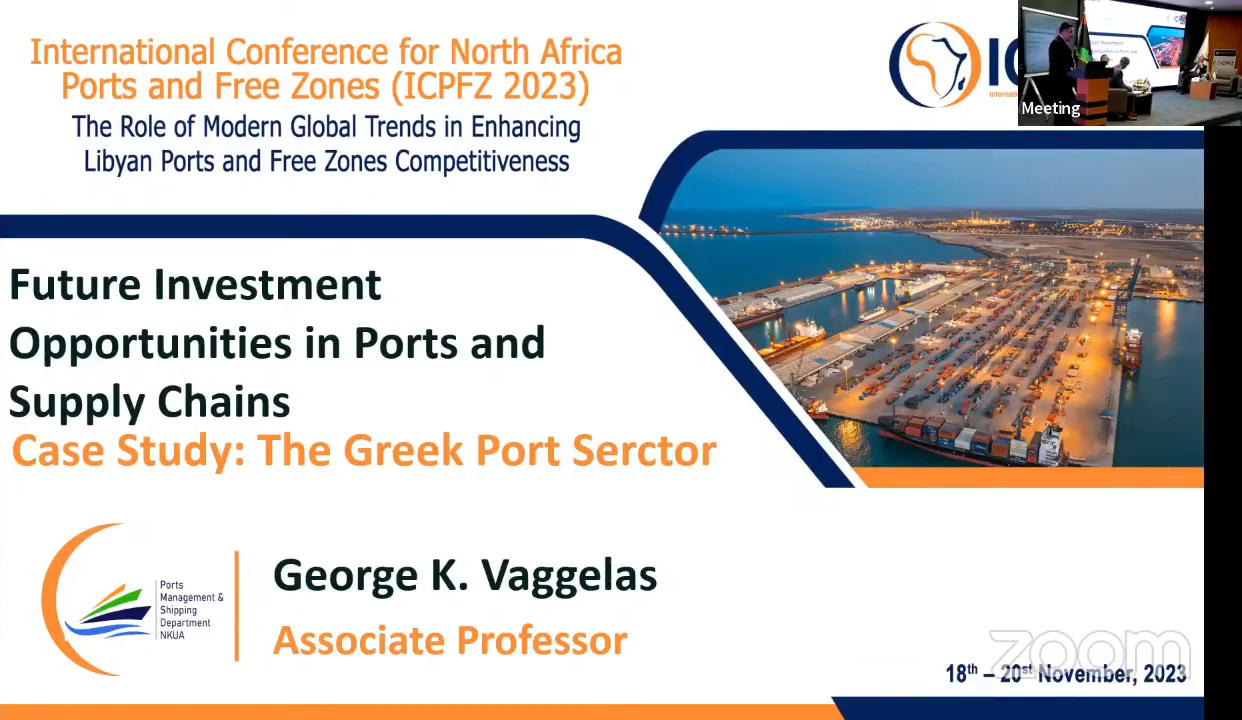 International Conference for North Africa
Ports and Free Zones (ICPFZ 2023)
The Role of Modern Global Trends in Enhancing
Libyan Ports and Free Zones Competitiveness
Meeting
Future Investment
Opportunities in Ports and
Supply Chains
Case Study: The Greek Port Serctor
Ports
Management &
Shipping
Department
NKUA
George K. Vaggelas
Associate Professor
zoom
18th – 20st November, 2023